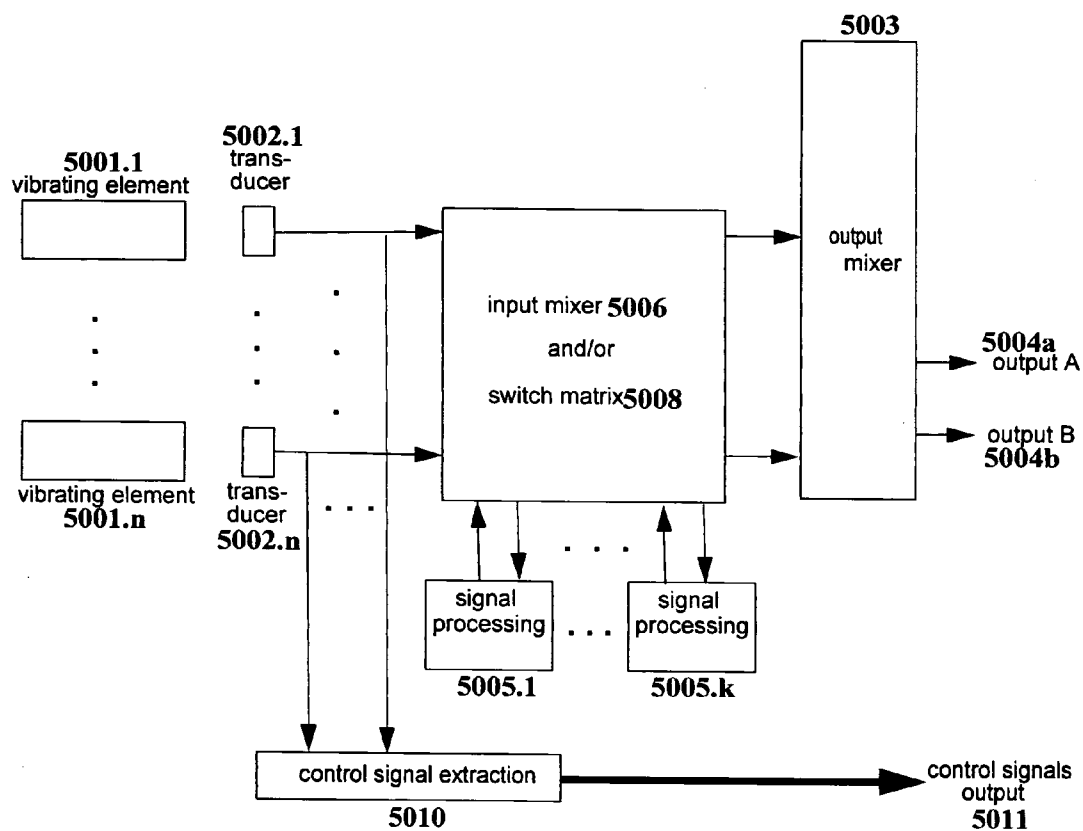 5003
5002.1
trans-
ducer
5001.1
vibrating element
output
mixer
input mixer 5006
and/or
switch matrix5008
5004a
output A
output B
5004b
vibrating element
5001.n
trans-
ducer
5002.n
signal
processing
5005.1
signal
processing
5005.k
control signal extraction
5010
control signals
output
5011